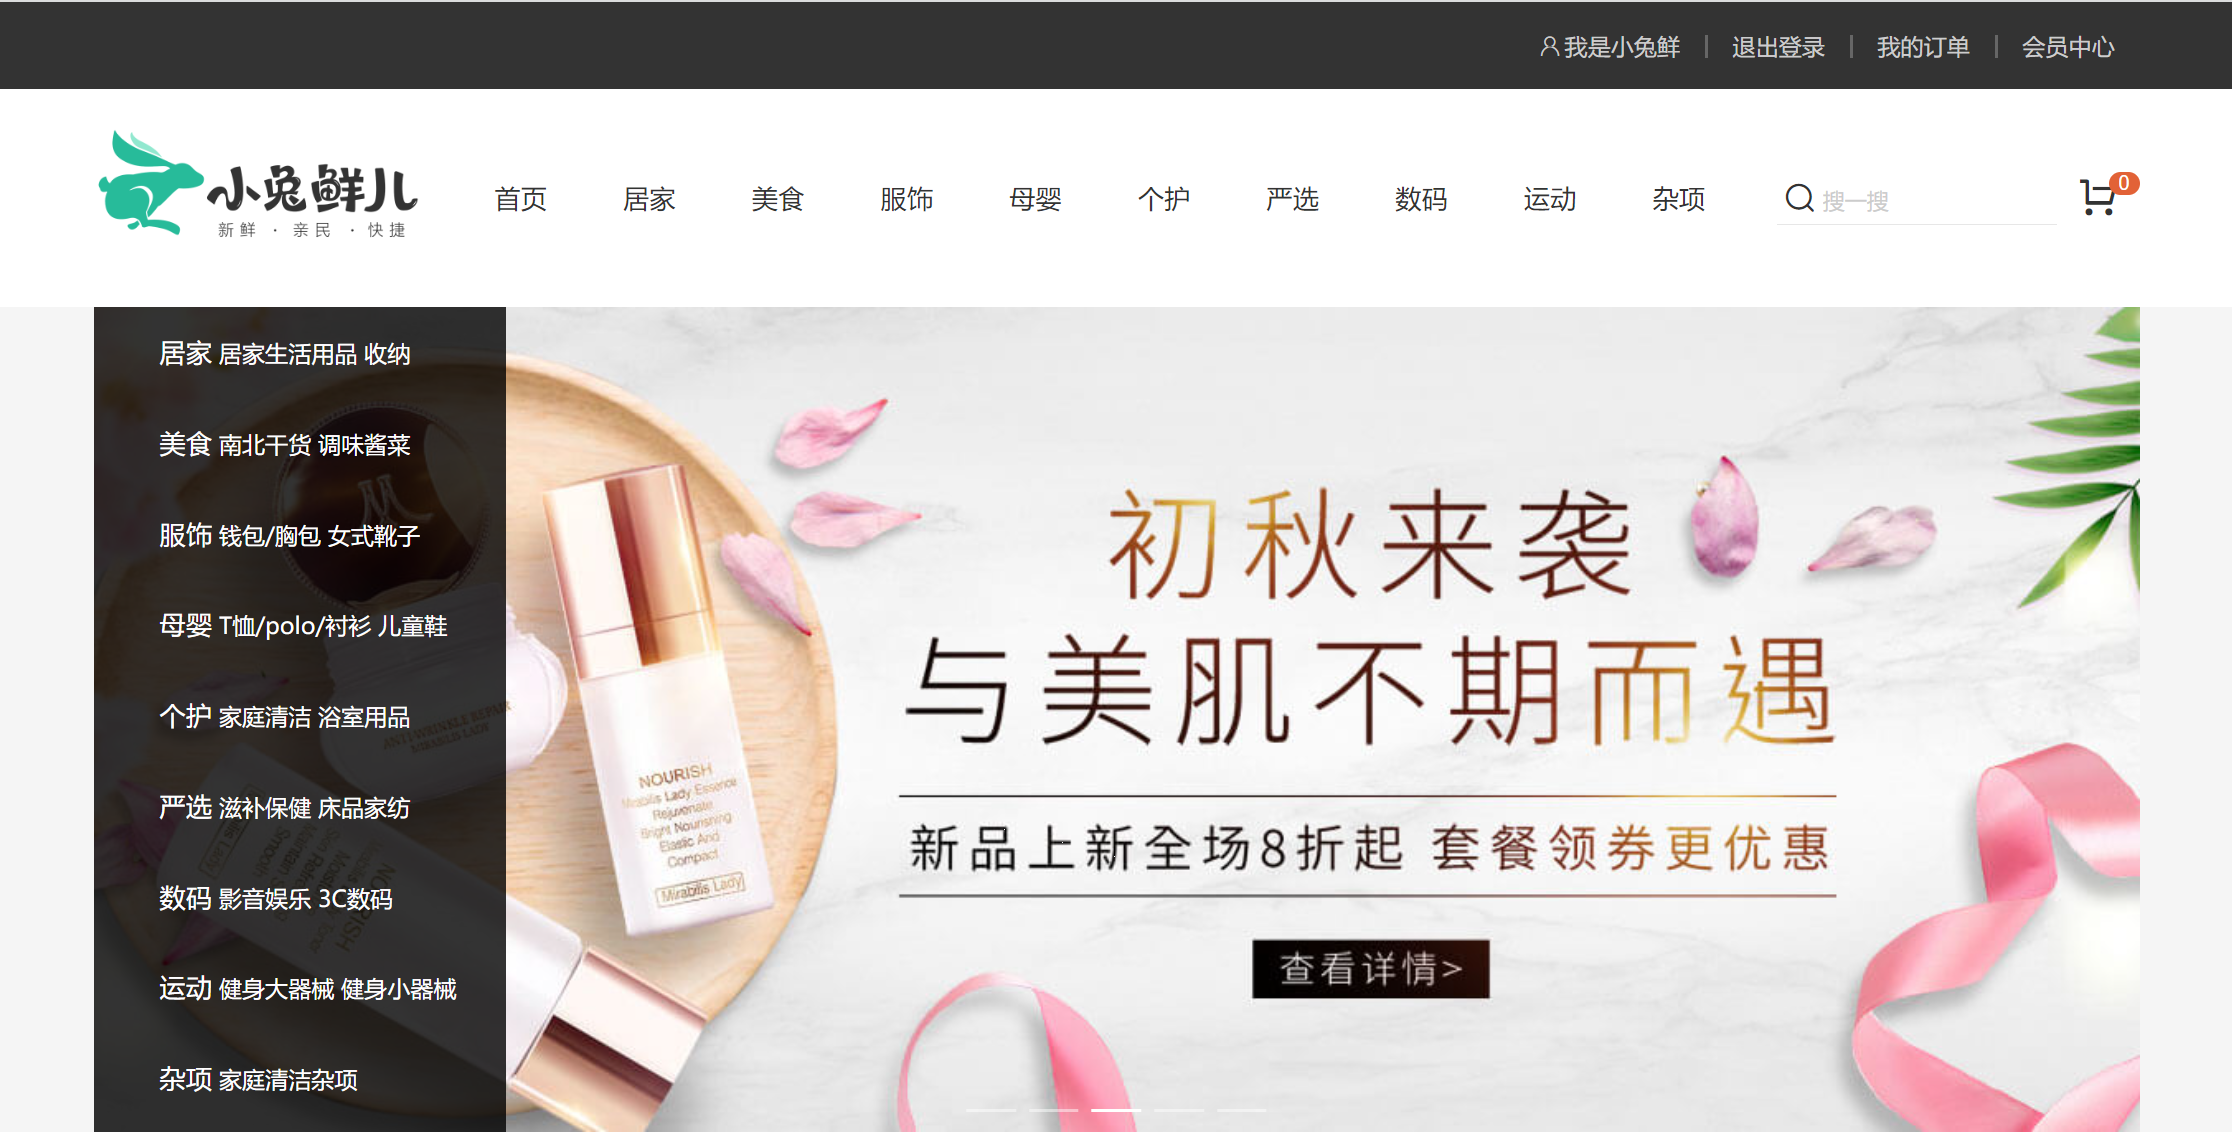 我是小兔鲜 退出登录 我的订单 会员中心
小兔鲜儿
新鲜 · 亲民 · 快捷
首页 居家 美食 服饰 母婴 个护 严选 数码 运动 杂项 搜一搜 0
居家 居家生活用品 收纳
美食 南北干货 调味酱菜
服饰 钱包/胸包 女式靴子
母婴 T恤/polo/衬衫 儿童鞋
个护 家庭清洁 浴室用品
严选 滋补保健 床品家纺
数码 影音娱乐 3C数码
运动 健身大器械 健身小器械
杂项 家庭清洁杂项
初秋来袭
与美肌不期而遇
新品上新全场8折起 套餐领券更优惠
查看详情>
NOURISH
Mirabilis Lady Essence
Rejuvenate
Bright Nourishing
Elastic And
Compact
Mirabilis Lady
ANTI-WRINKLE REPAIR
MIRABILIS LADY